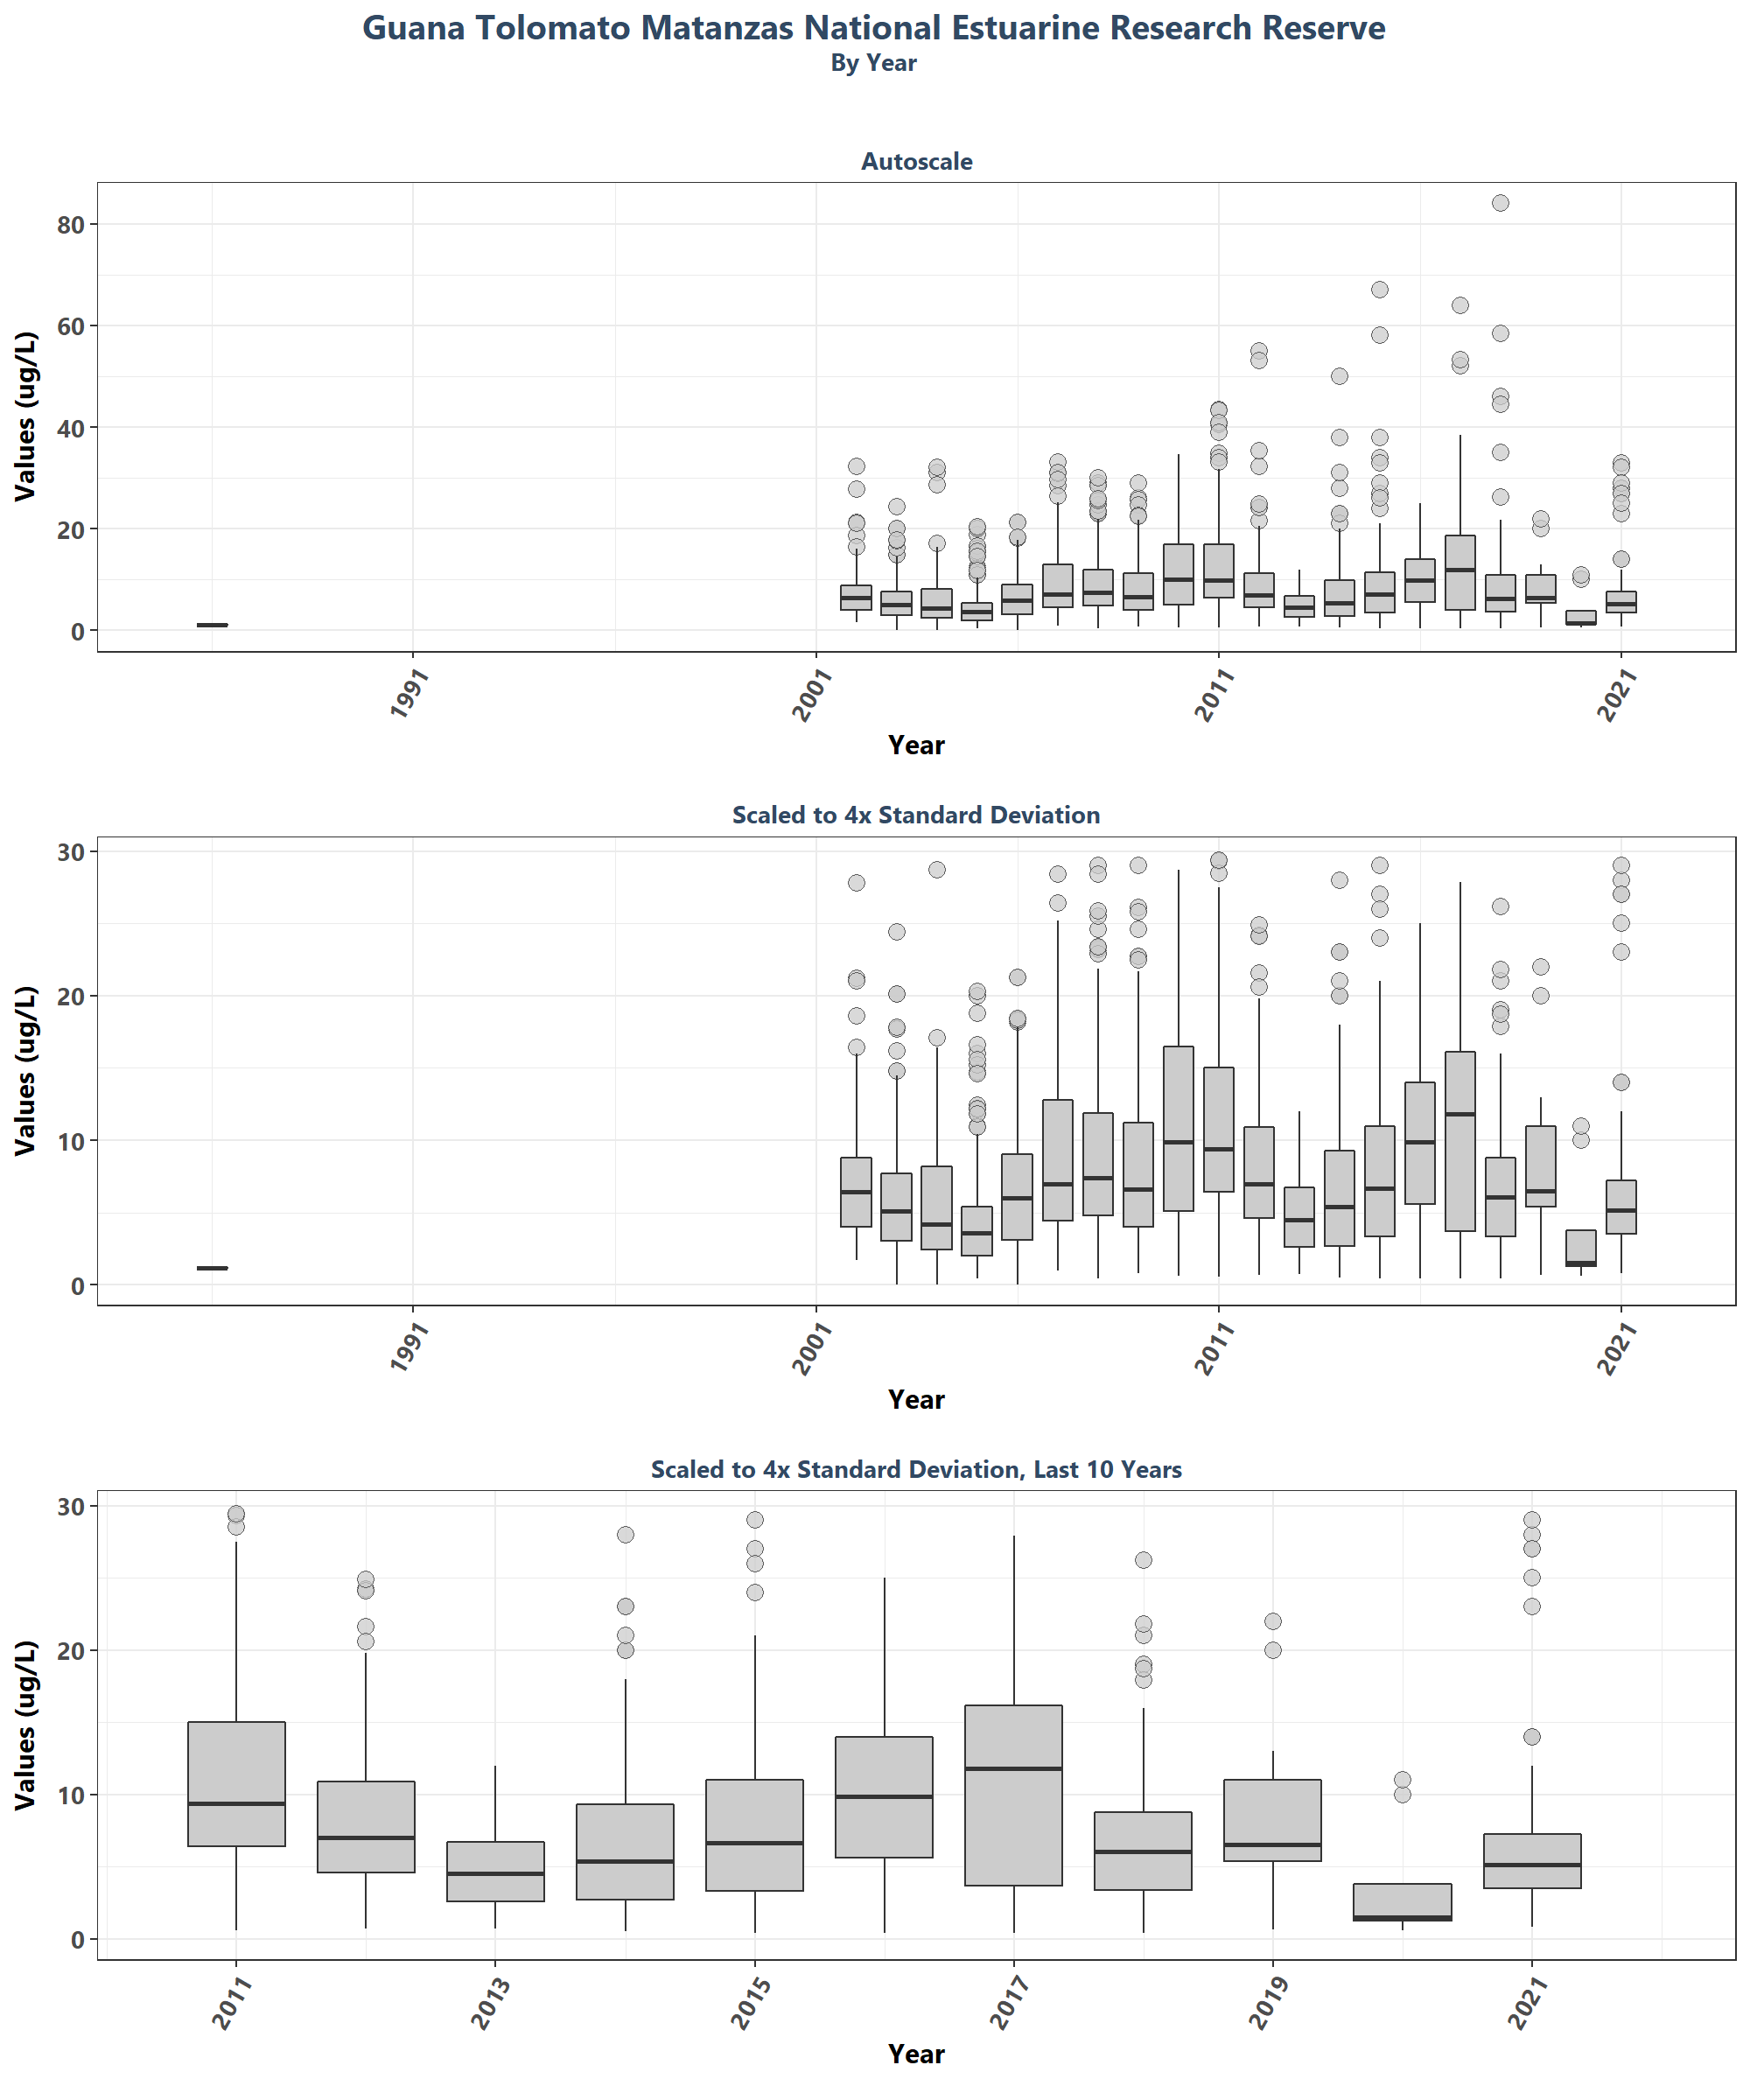 Guana Tolomato Matanzas National Estuarine Research Reserve
By Year
Autoscale
Values (ug/L)
80
60
40
20
0
1991
2001
2011
2021
Year
Scaled to 4x Standard Deviation
Values (ug/L)
30
20
10
0
1991
2001
2011
2021
Year
Scaled to 4x Standard Deviation, Last 10 Years
Values (ug/L)
30
20
10
0
2011
2013
2015
2017
2019
2021
Year